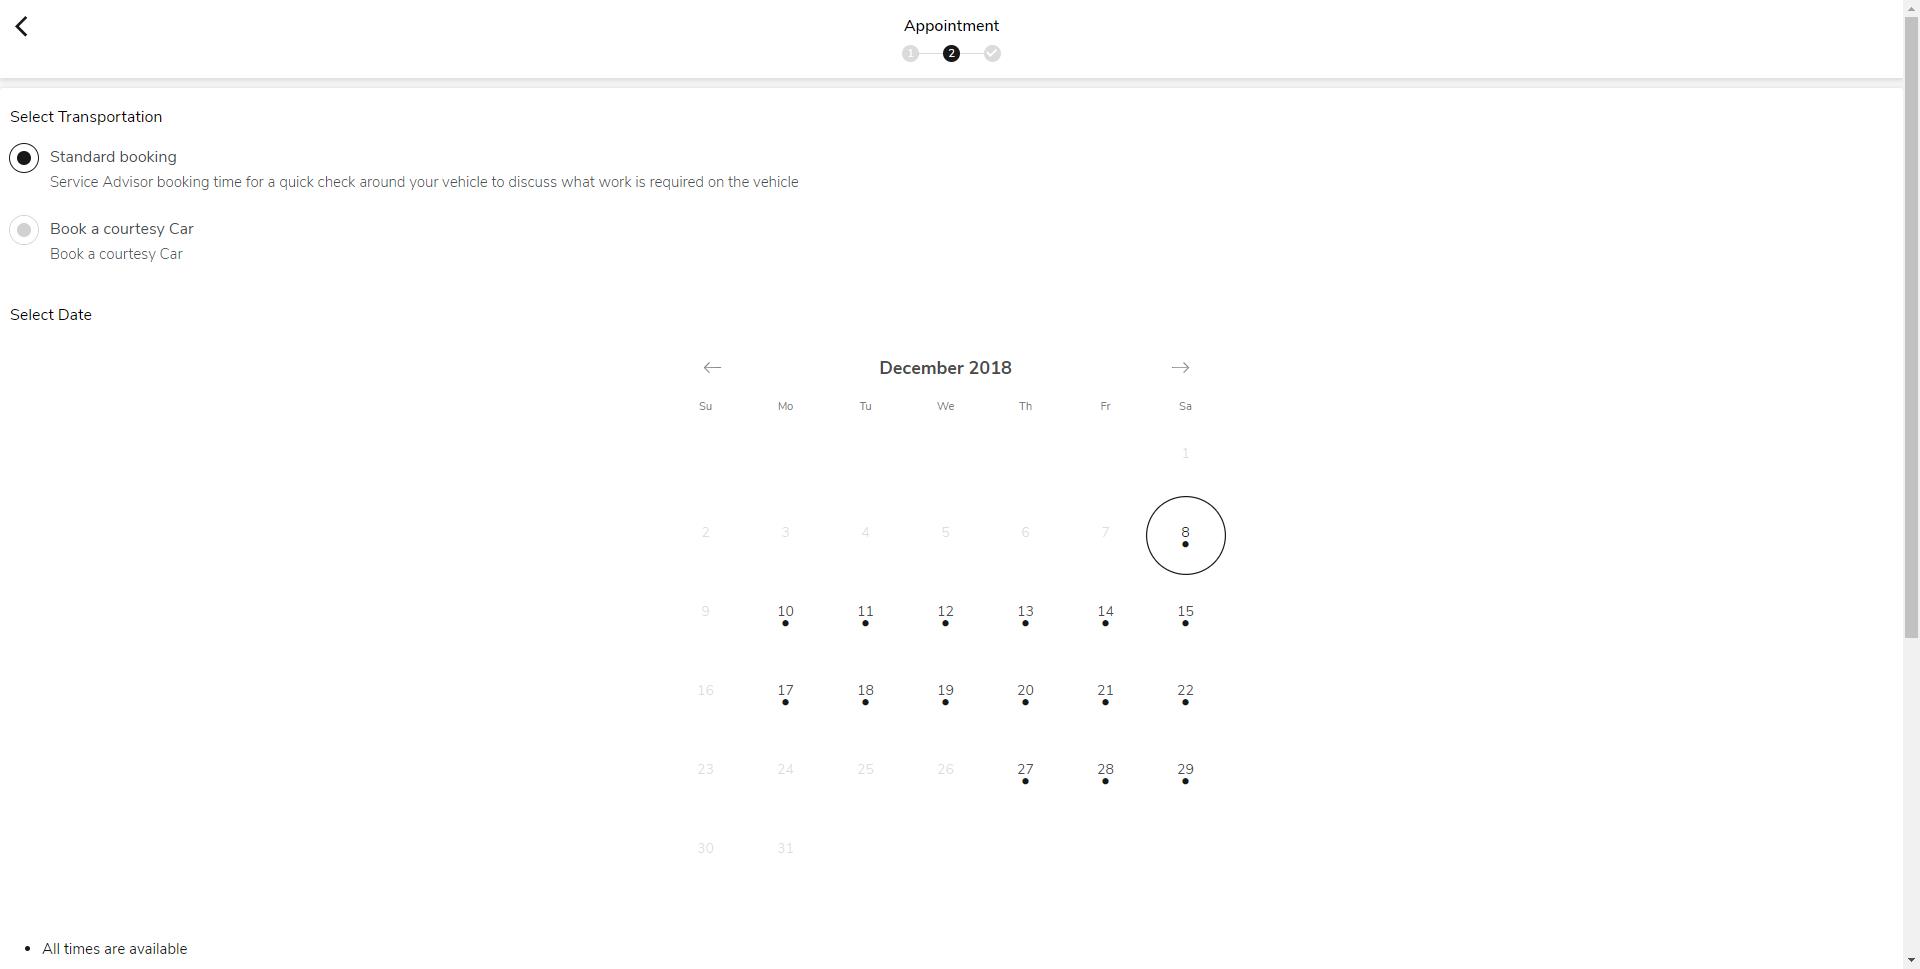 Appointment
1 2
Select Transportation
Standard booking
Service Advisor booking time for a quick check around your vehicle to discuss what work is required on the vehicle
Book a courtesy Car
Book a courtesy Car
Select Date
December 2018
Su Mo Tu We Th Fr Sa
1
2 3 4 5 6 7 8
9 10 11 12 13 14 15
16 17 18 19 20 21 22
23 24 25 26 27 28 29
30 31
• All times are available